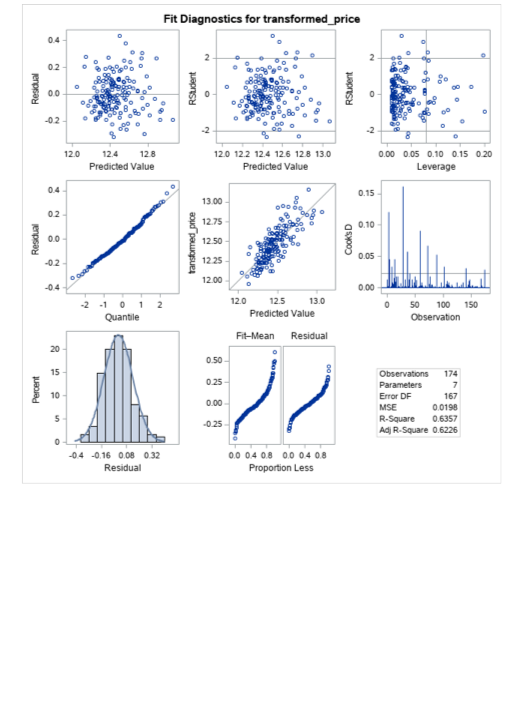 Fit Diagnostics for transformed_price
0.4
0.2
0.0
-0.2
Residual
12.0 12.4 12.8
Predicted Value
2
0
-2
RStudent
12.0 12.2 12.4 12.6 12.8 13.0
Predicted Value
2
0
-2
RStudent
0.00 0.05 0.10 0.15 0.20
Leverage
0.4
0.2
0.0
-0.2
-0.4
Residual
-2 -1 0 1 2
Quantile
13.00
12.75
12.50
12.25
12.00
transformed_price
12.0 12.5 13.0
Predicted Value
0.15
0.10
0.05
0.00
Cook's D
0 50 100 150
Observation
20
15
10
5
0
Percent
-0.4 -0.16 0.08 0.32
Residual
Fit–Mean Residual
0.50
0.25
0.00
-0.25
0.0 0.4 0.8 0.0 0.4 0.8
Proportion Less
Observations 174
Parameters 7
Error DF 167
MSE 0.0198
R-Square 0.6357
Adj R-Square 0.6226